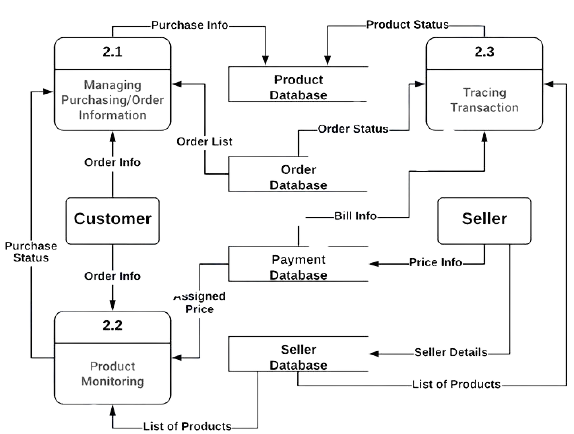 Purchase Info
Product Status
2.1
2.3
Managing
Purchasing/Order
Information
Product
Database
Tracing
Transaction
Order Status
Order List
Order Info
Order
Database
Customer
Bill Info
Seller
Purchase
Status
Order Info
Payment
Database
Price Info
Assigned
Price
2.2
Product
Monitoring
Seller
Database
Seller Details
List of Products
List of Products